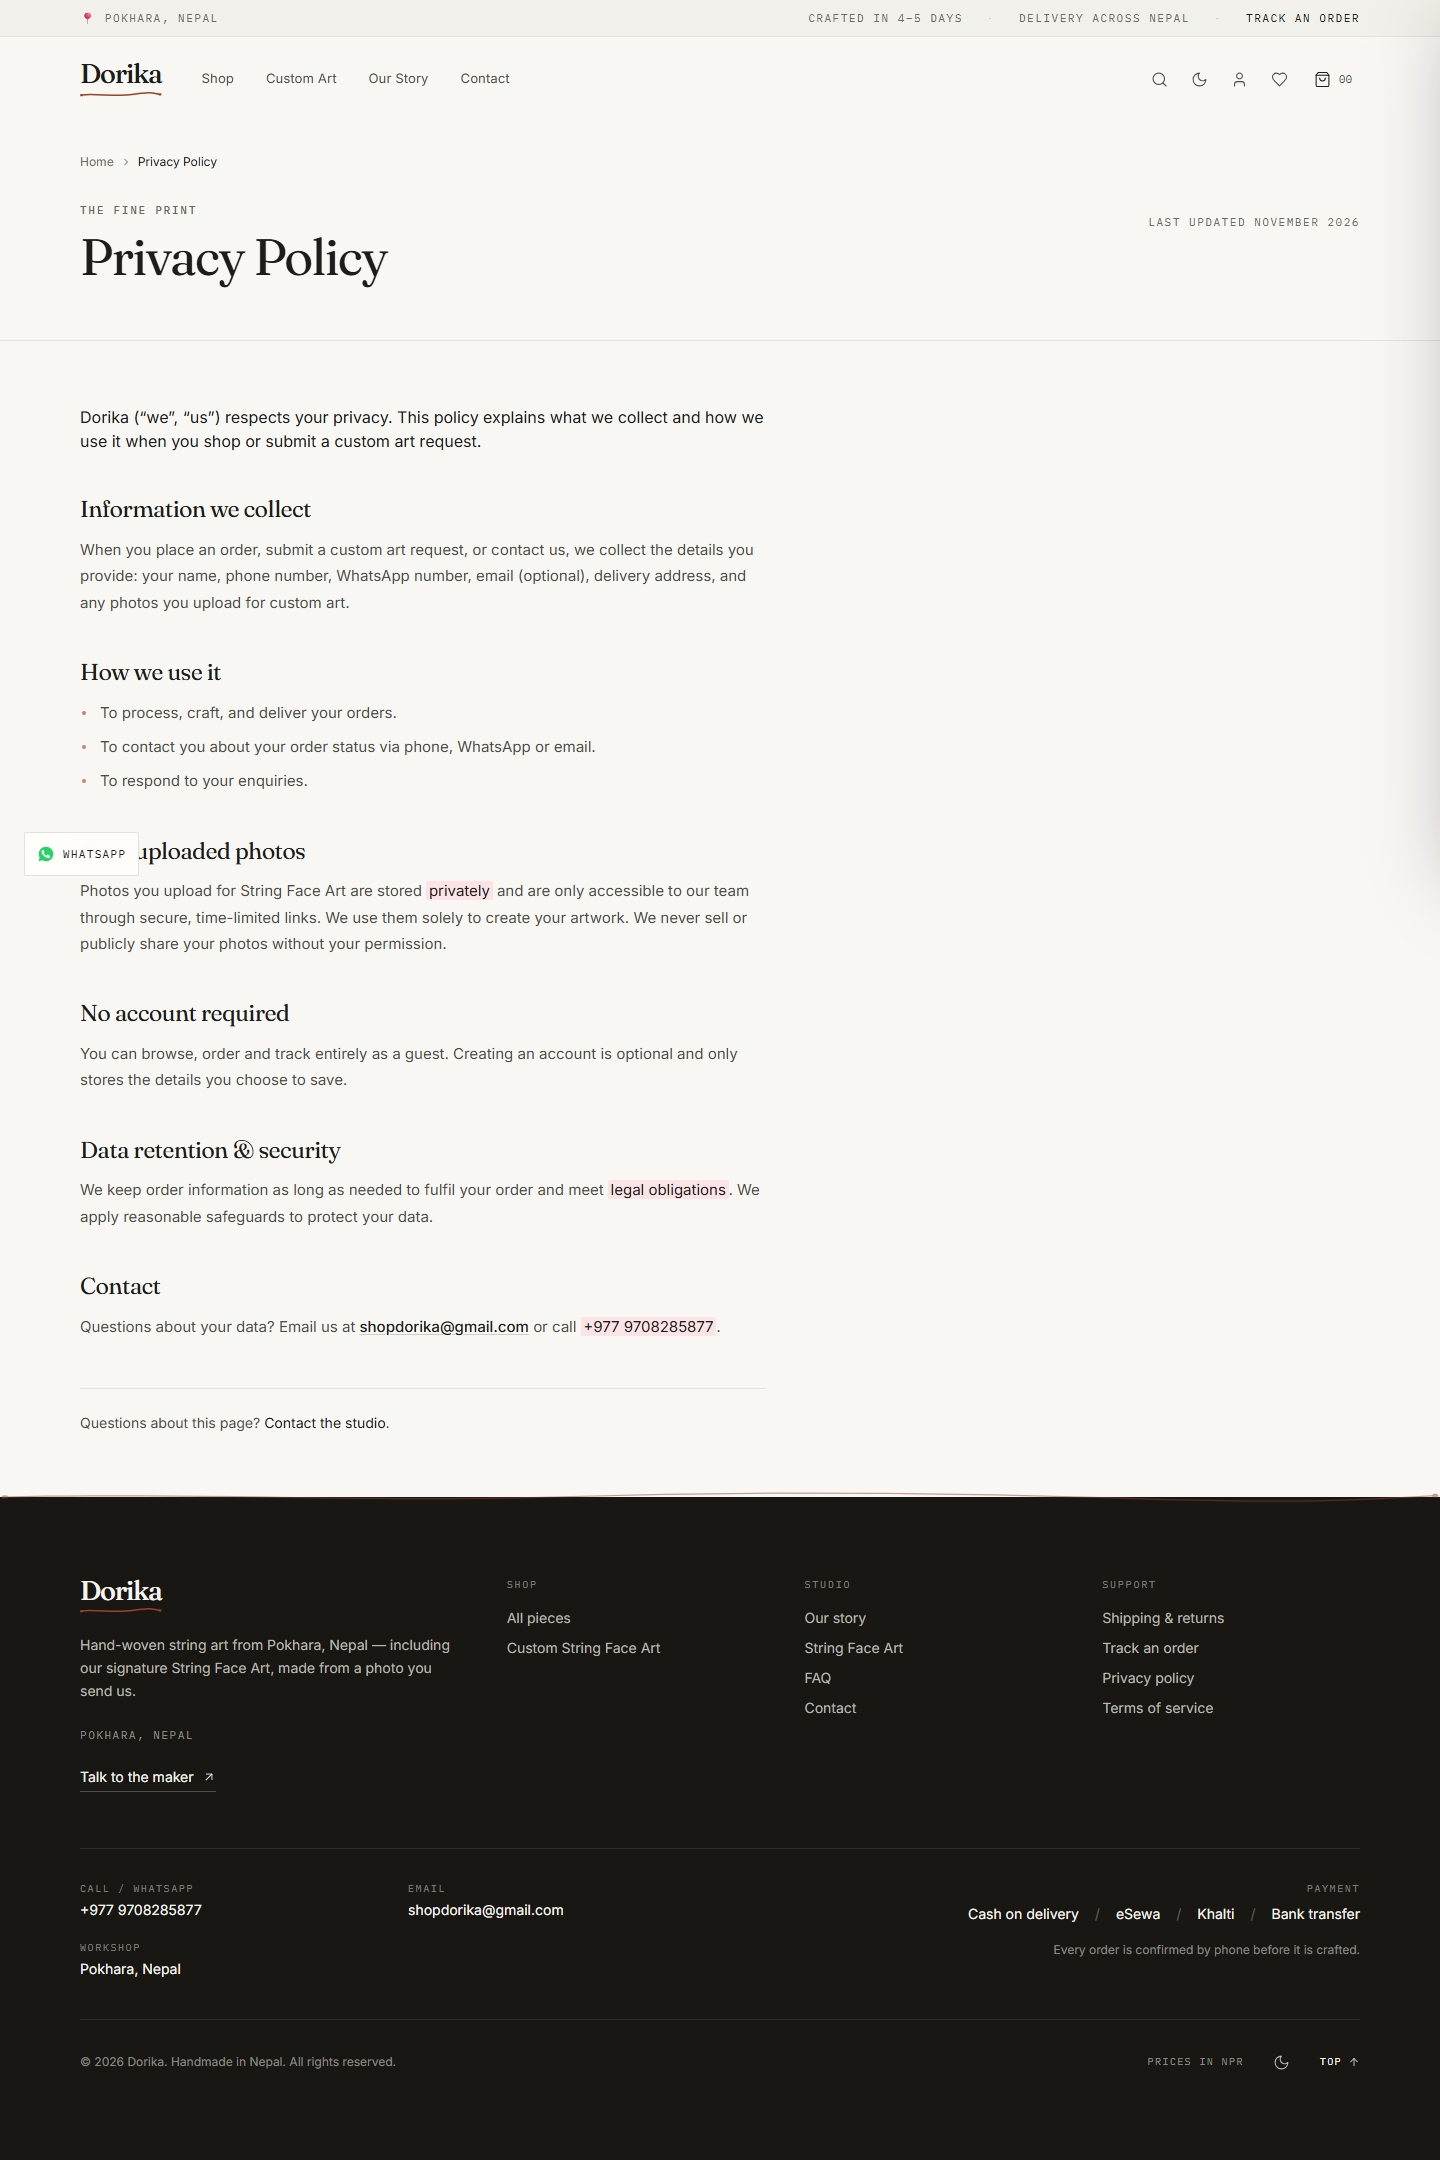 POKHARA, NEPAL
CRAFTED IN 4–5 DAYS · DELIVERY ACROSS NEPAL · TRACK AN ORDER
Dorika Shop Custom Art Our Story Contact 00
Home > Privacy Policy
THE FINE PRINT
LAST UPDATED NOVEMBER 2026
Privacy Policy
Dorika (“we”, “us”) respects your privacy. This policy explains what we collect and how we
use it when you shop or submit a custom art request.
Information we collect
When you place an order, submit a custom art request, or contact us, we collect the details you
provide: your name, phone number, WhatsApp number, email (optional), delivery address, and
any photos you upload for custom art.
How we use it
• To process, craft, and deliver your orders.
• To contact you about your order status via phone, WhatsApp or email.
• To respond to your enquiries.
WHATSAPP
uploaded photos
Photos you upload for String Face Art are stored privately and are only accessible to our team
through secure, time-limited links. We use them solely to create your artwork. We never sell or
publicly share your photos without your permission.
No account required
You can browse, order and track entirely as a guest. Creating an account is optional and only
stores the details you choose to save.
Data retention & security
We keep order information as long as needed to fulfil your order and meet legal obligations. We
apply reasonable safeguards to protect your data.
Contact
Questions about your data? Email us at shopdorika@gmail.com or call +977 9708285877.
Questions about this page? Contact the studio.
Dorika
Hand-woven string art from Pokhara, Nepal — including
our signature String Face Art, made from a photo you
send us.
POKHARA, NEPAL
Talk to the maker
SHOP
All pieces
Custom String Face Art
STUDIO
Our story
String Face Art
FAQ
Contact
SUPPORT
Shipping & returns
Track an order
Privacy policy
Terms of service
CALL / WHATSAPP
+977 9708285877
EMAIL
shopdorika@gmail.com
WORKSHOP
Pokhara, Nepal
PAYMENT
Cash on delivery / eSewa / Khalti / Bank transfer
Every order is confirmed by phone before it is crafted.
© 2026 Dorika. Handmade in Nepal. All rights reserved.
PRICES IN NPR
TOP ↑